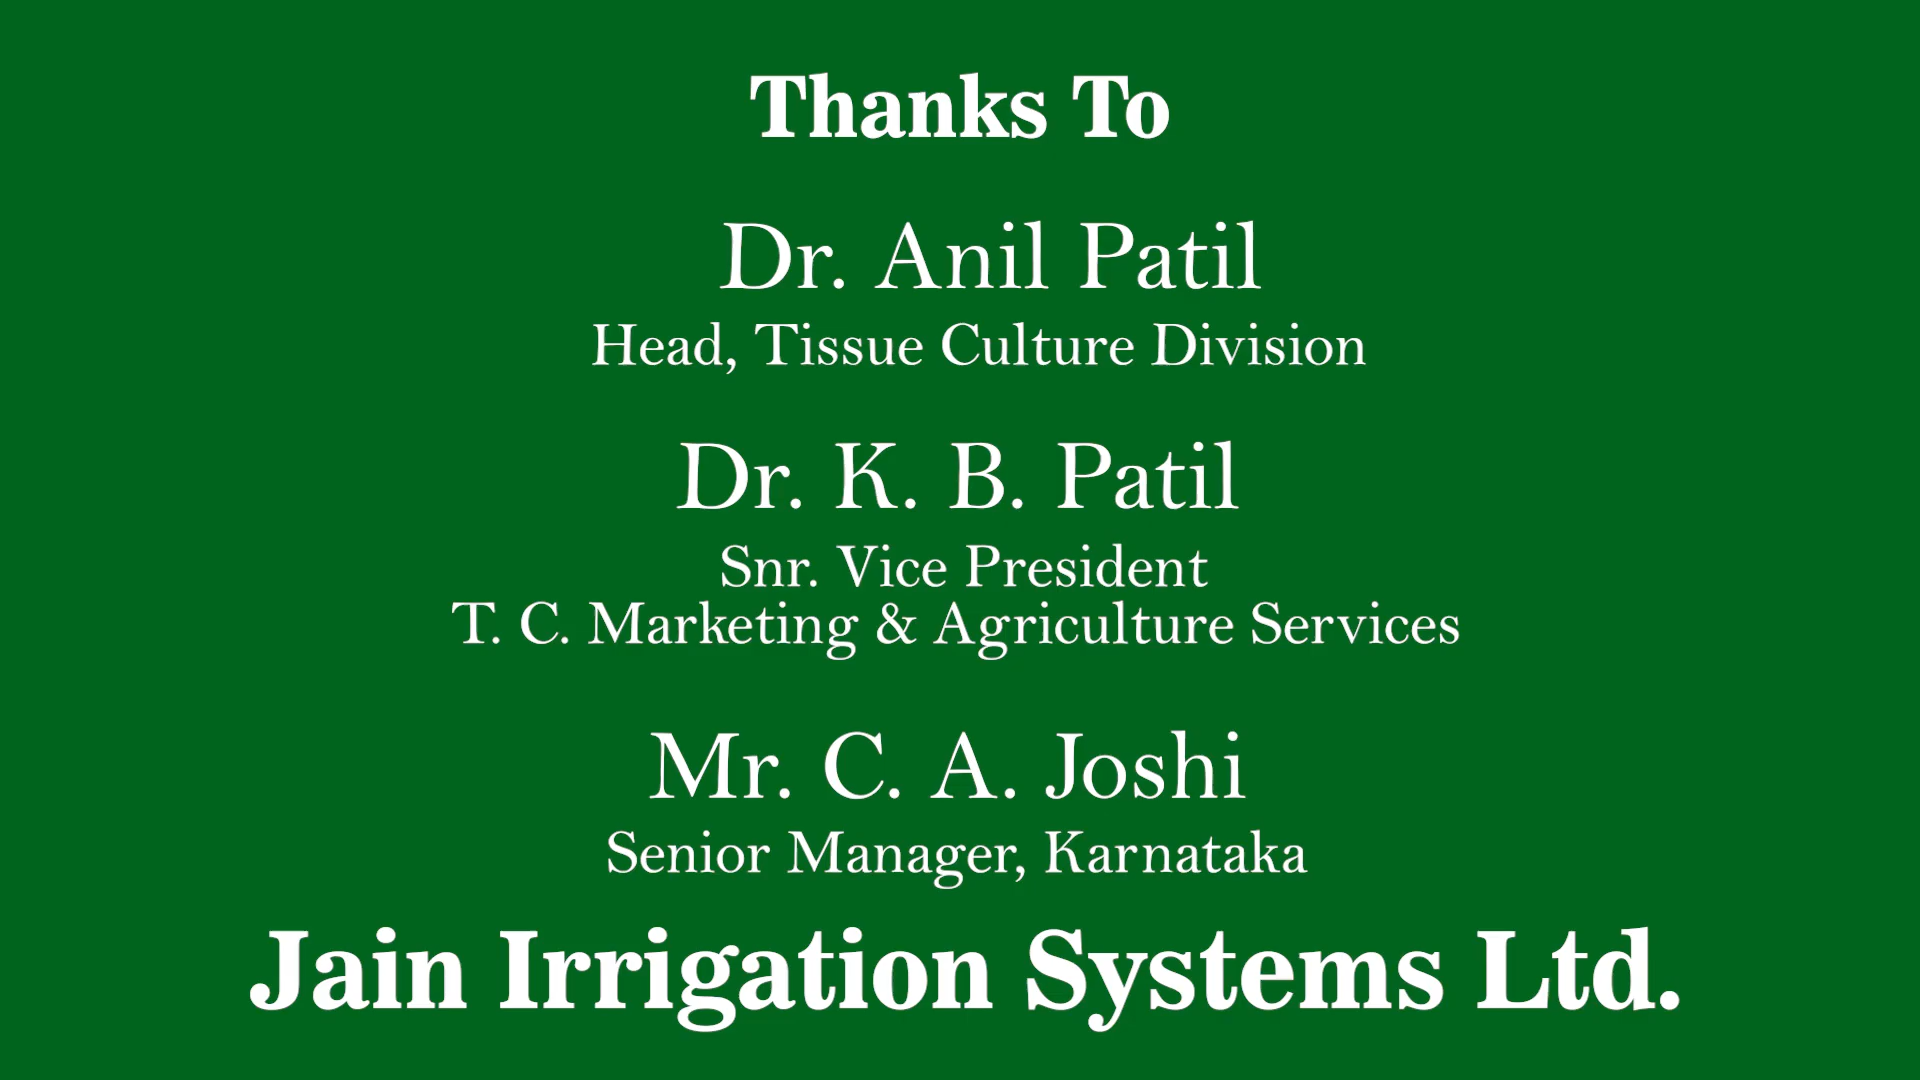 Thanks To
Dr. Anil Patil
Head, Tissue Culture Division
Dr. K. B. Patil
Snr. Vice President
T. C. Marketing & Agriculture Services
Mr. C. A. Joshi
Senior Manager, Karnataka
Jain Irrigation Systems Ltd.